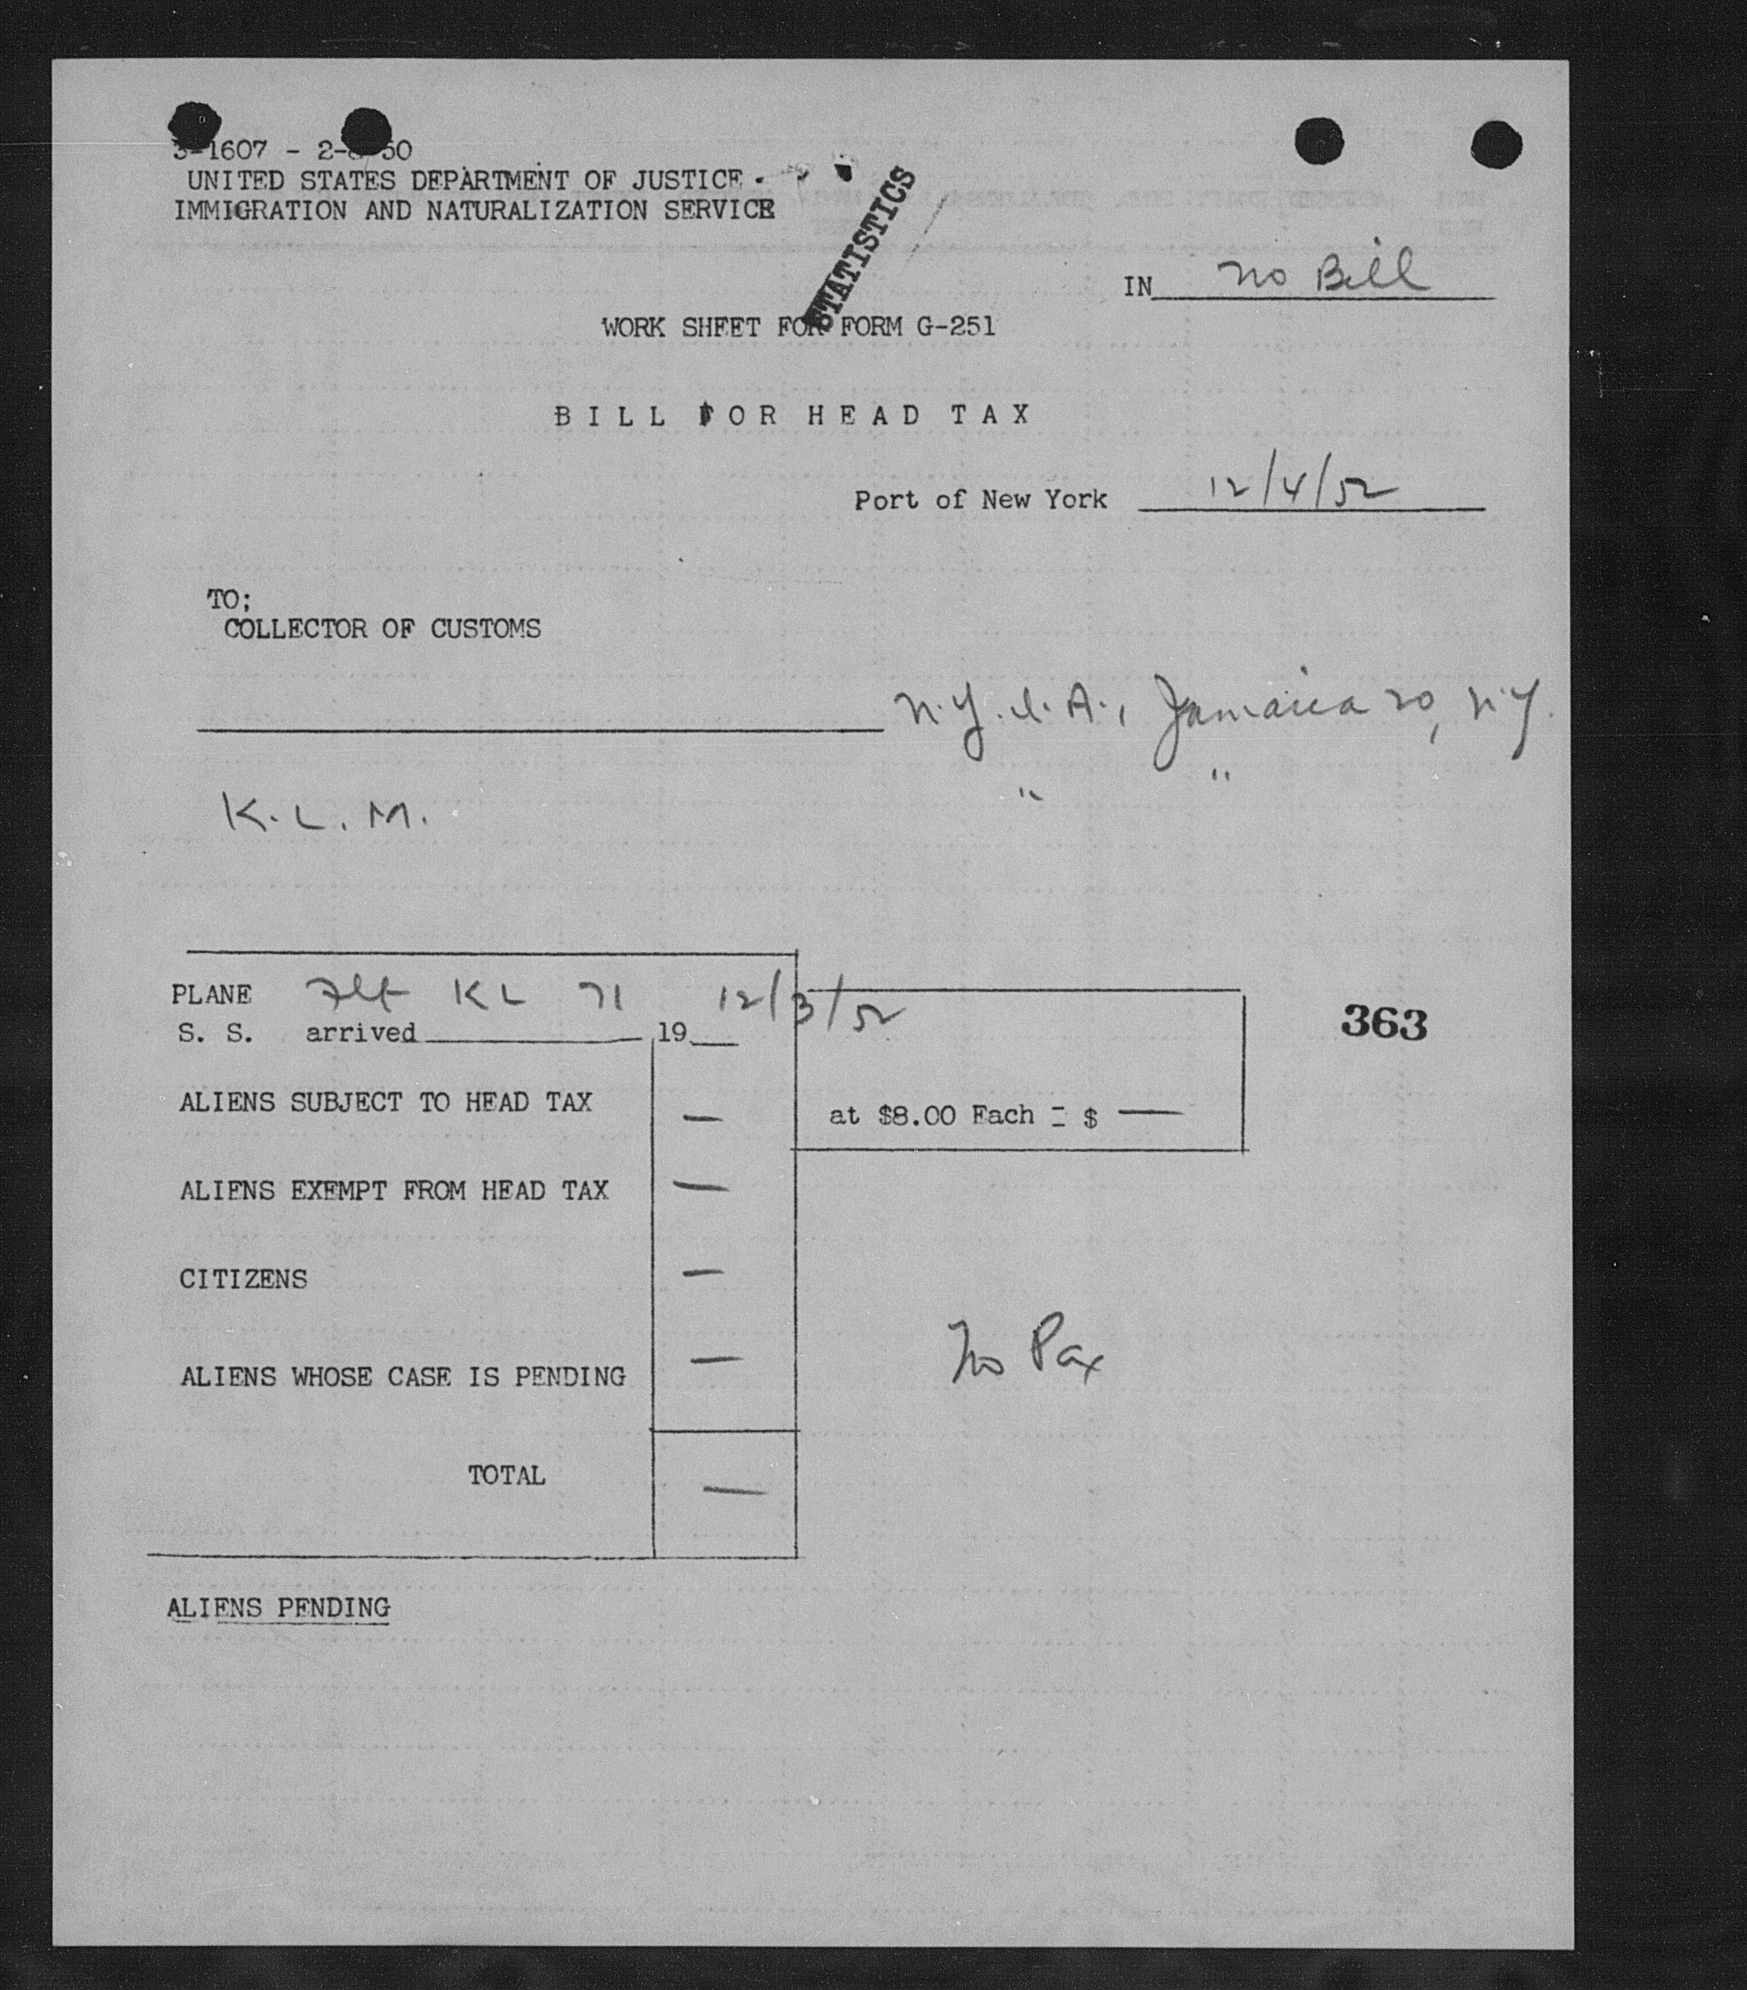 3-1607 - 2-8-50
UNITED STATES DEPARTMENT OF JUSTICE
IMMIGRATION AND NATURALIZATION SERVICE
STATISTICS
IN No Bill
WORK SHEET FOR FORM G-251
BILL FOR HEAD TAX
Port of New York 12/4/52
TO;
COLLECTOR OF CUSTOMS
N.Y.I.A., Jamaica 20, N.Y.
" "
K.L.M.
PLANE Flt KL 71 12/3/52
S. S. arrived 19
363
ALIENS SUBJECT TO HEAD TAX — at $8.00 Each = $ —
ALIENS EXEMPT FROM HEAD TAX —
CITIZENS —
No Pax
ALIENS WHOSE CASE IS PENDING —
TOTAL —
ALIENS PENDING